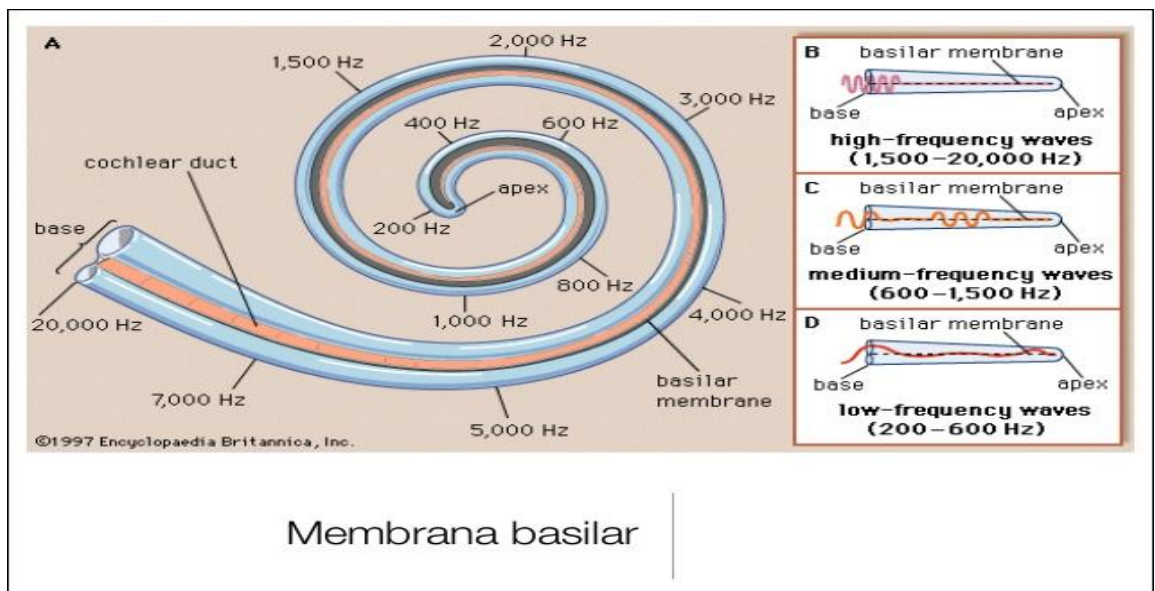 A
2,000 Hz
1,500 Hz
3,000 Hz
400 Hz
600 Hz
cochlear duct
apex
200 Hz
base
800 Hz
1,000 Hz
4,000 Hz
20,000 Hz
basilar
membrane
7,000 Hz
5,000 Hz
©1997 Encyclopaedia Britannica, Inc.
B
basilar membrane
base
apex
high-frequency waves
(1,500–20,000 Hz)
C
basilar membrane
base
apex
medium-frequency waves
(600–1,500 Hz)
D
basilar membrane
base
apex
low-frequency waves
(200–600 Hz)
Membrana basilar